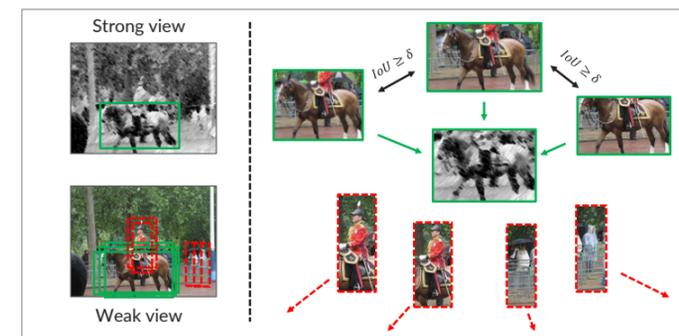 Strong view
IoU ≥ δ
IoU ≥ δ
Weak view